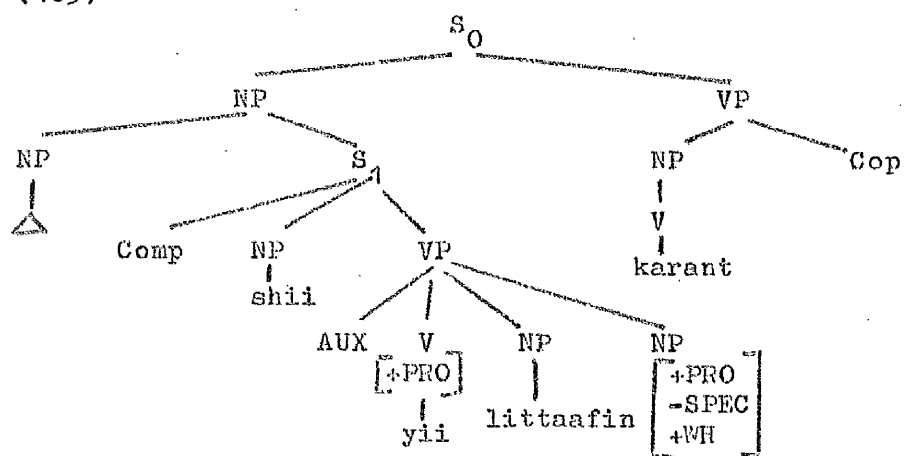 S0
NP VP
NP S1 NP Cop
Comp NP VP V
shii karant
AUX V NP NP
[+PRO] littaafin [+PRO
-SPEC
yii +WH]